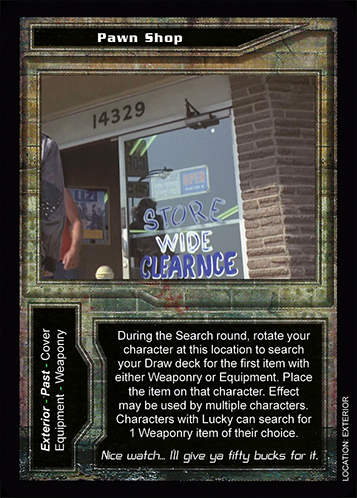 Pawn Shop
14329
OPEN
STORE
WIDE
CLEARNCE
Exterior - Past - Cover
Equipment - Weaponry
During the Search round, rotate your
character at this location to search
your Draw deck for the first item with
either Weaponry or Equipment. Place
the item on that character. Effect
may be used by multiple characters.
Characters with Lucky can search for
1 Weaponry item of their choice.
Nice watch... I'll give ya fifty bucks for it.
LOCATION: EXTERIOR